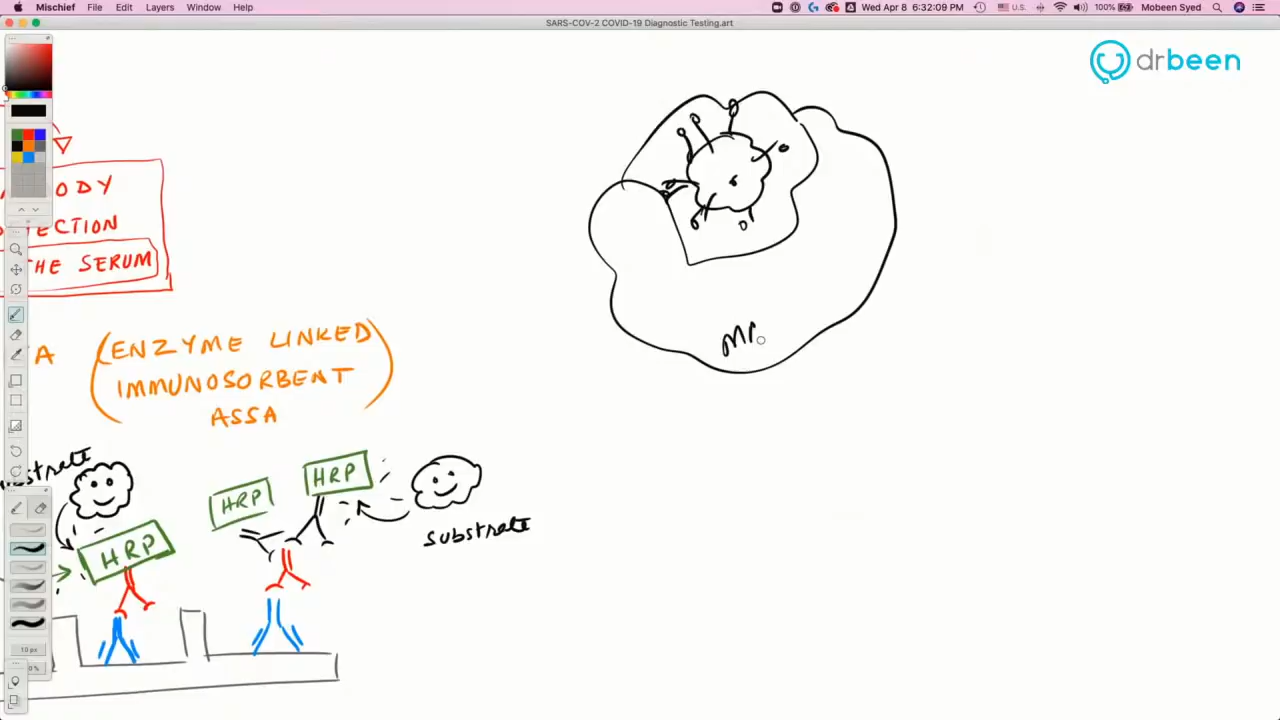 Mischief File Edit Layers Window Help
100% Wed Apr 8 6:32:09 PM U.S. Mobeen Syed
SARS-COV-2 COVID-19 Diagnostic Testing.art
drbeen
ODY
ECTION
THE SERUM
A (ENZYME LINKED
IMMUNOSORBENT
ASSA)
HRP
HRP
substrate
HRP
10 px
Mr